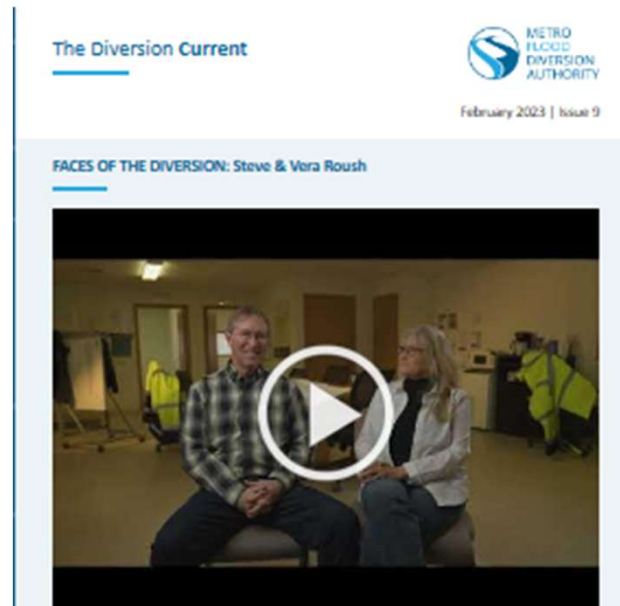 The Diversion Current
METRO
FLOOD
DIVERSION
AUTHORITY
February 2023 | Issue 9
FACES OF THE DIVERSION: Steve & Vera Roush